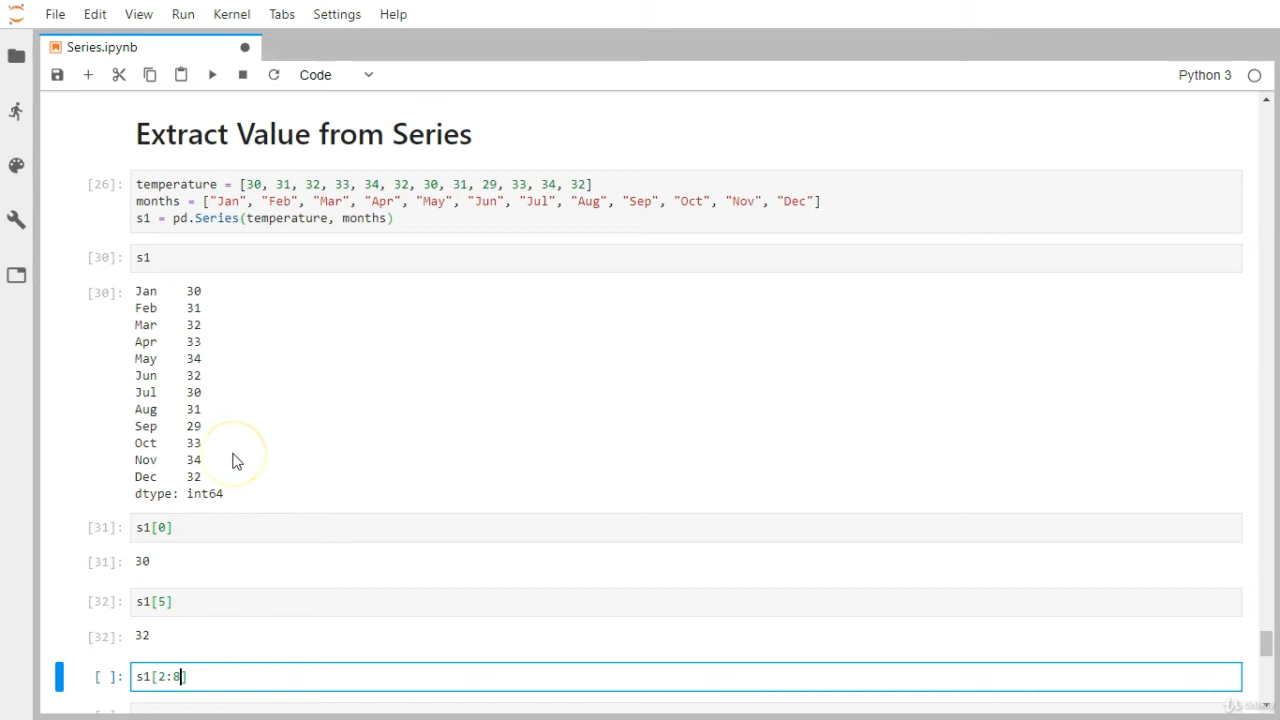 File Edit View Run Kernel Tabs Settings Help
Series.ipynb
Code
Python 3
Extract Value from Series
[26]:
temperature = [30, 31, 32, 33, 34, 32, 30, 31, 29, 33, 34, 32]
months = ["Jan", "Feb", "Mar", "Apr", "May", "Jun", "Jul", "Aug", "Sep", "Oct", "Nov", "Dec"]
s1 = pd.Series(temperature, months)
[30]: s1
[30]: Jan 30
Feb 31
Mar 32
Apr 33
May 34
Jun 32
Jul 30
Aug 31
Sep 29
Oct 33
Nov 34
Dec 32
dtype: int64
[31]: s1[0]
[31]: 30
[32]: s1[5]
[32]: 32
[ ]: s1[2:8]